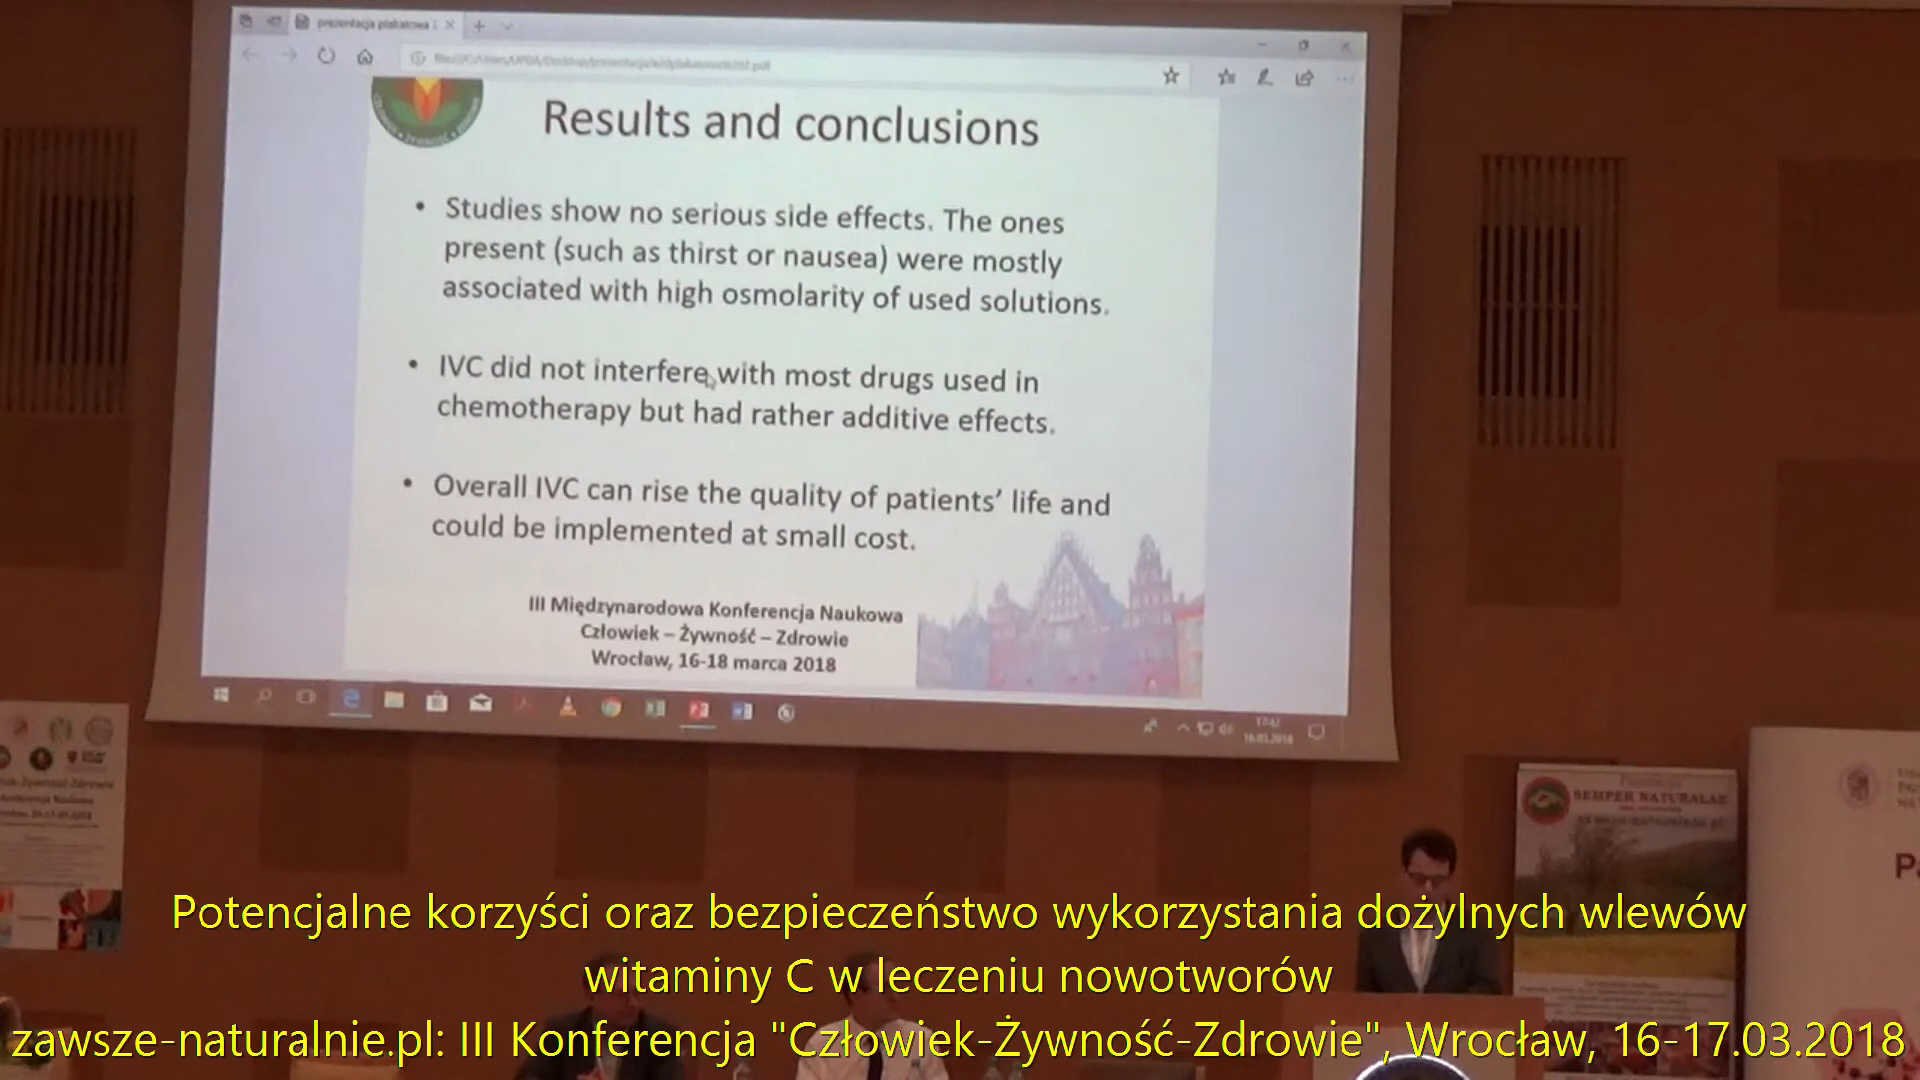 prezentacja plakatowa
Results and conclusions
• Studies show no serious side effects. The ones
present (such as thirst or nausea) were mostly
associated with high osmolarity of used solutions.
• IVC did not interfere with most drugs used in
chemotherapy but had rather additive effects.
• Overall IVC can rise the quality of patients’ life and
could be implemented at small cost.
III Międzynarodowa Konferencja Naukowa
Człowiek – Żywność – Zdrowie
Wrocław, 16-18 marca 2018
SEMPER NATURALNE
Potencjalne korzyści oraz bezpieczeństwo wykorzystania dożylnych wlewów
witaminy C w leczeniu nowotworów
zawsze-naturalnie.pl: III Konferencja "Człowiek-Żywność-Zdrowie", Wrocław, 16-17.03.2018